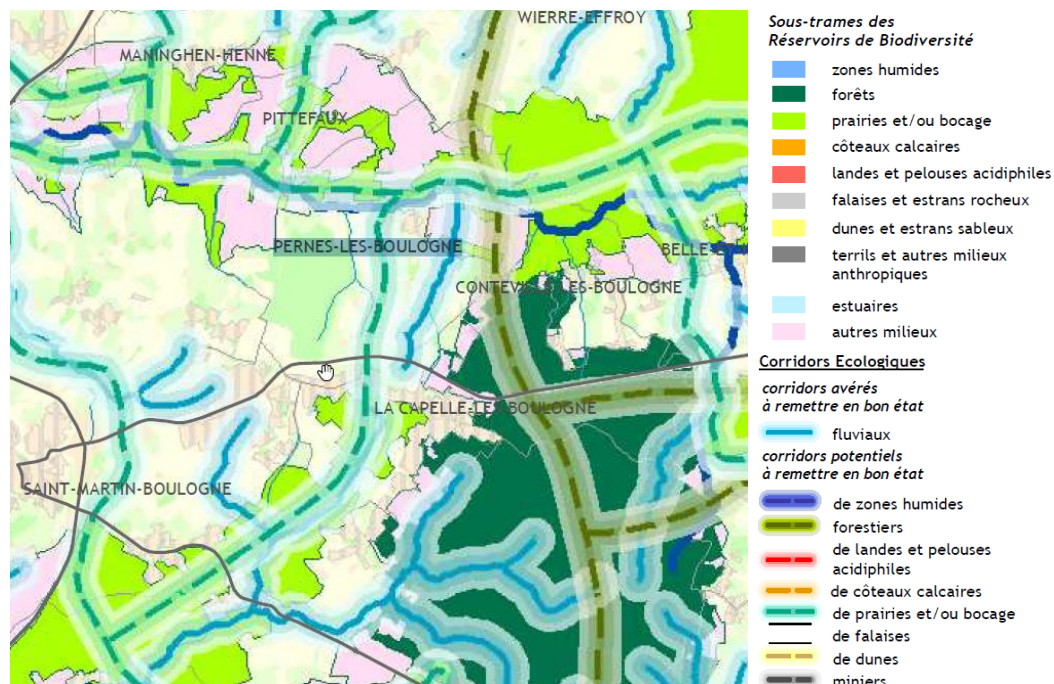 WIERRE-EFFROY
MANINGHEN-HENNE
PITTEFAUX
PERNES-LES-BOULOGNE
BELLE-E
CONTEVILLE-LES-BOULOGNE
LA CAPELLE-LES-BOULOGNE
SAINT-MARTIN-BOULOGNE
Sous-trames des
Réservoirs de Biodiversité
zones humides
forêts
prairies et/ou bocage
côteaux calcaires
landes et pelouses acidiphiles
falaises et estrans rocheux
dunes et estrans sableux
terrils et autres milieux
anthropiques
estuaires
autres milieux
Corridors Ecologiques
corridors avérés
à remettre en bon état
fluviaux
corridors potentiels
à remettre en bon état
de zones humides
forestiers
de landes et pelouses
acidiphiles
de côteaux calcaires
de prairies et/ou bocage
de falaises
de dunes
miniers